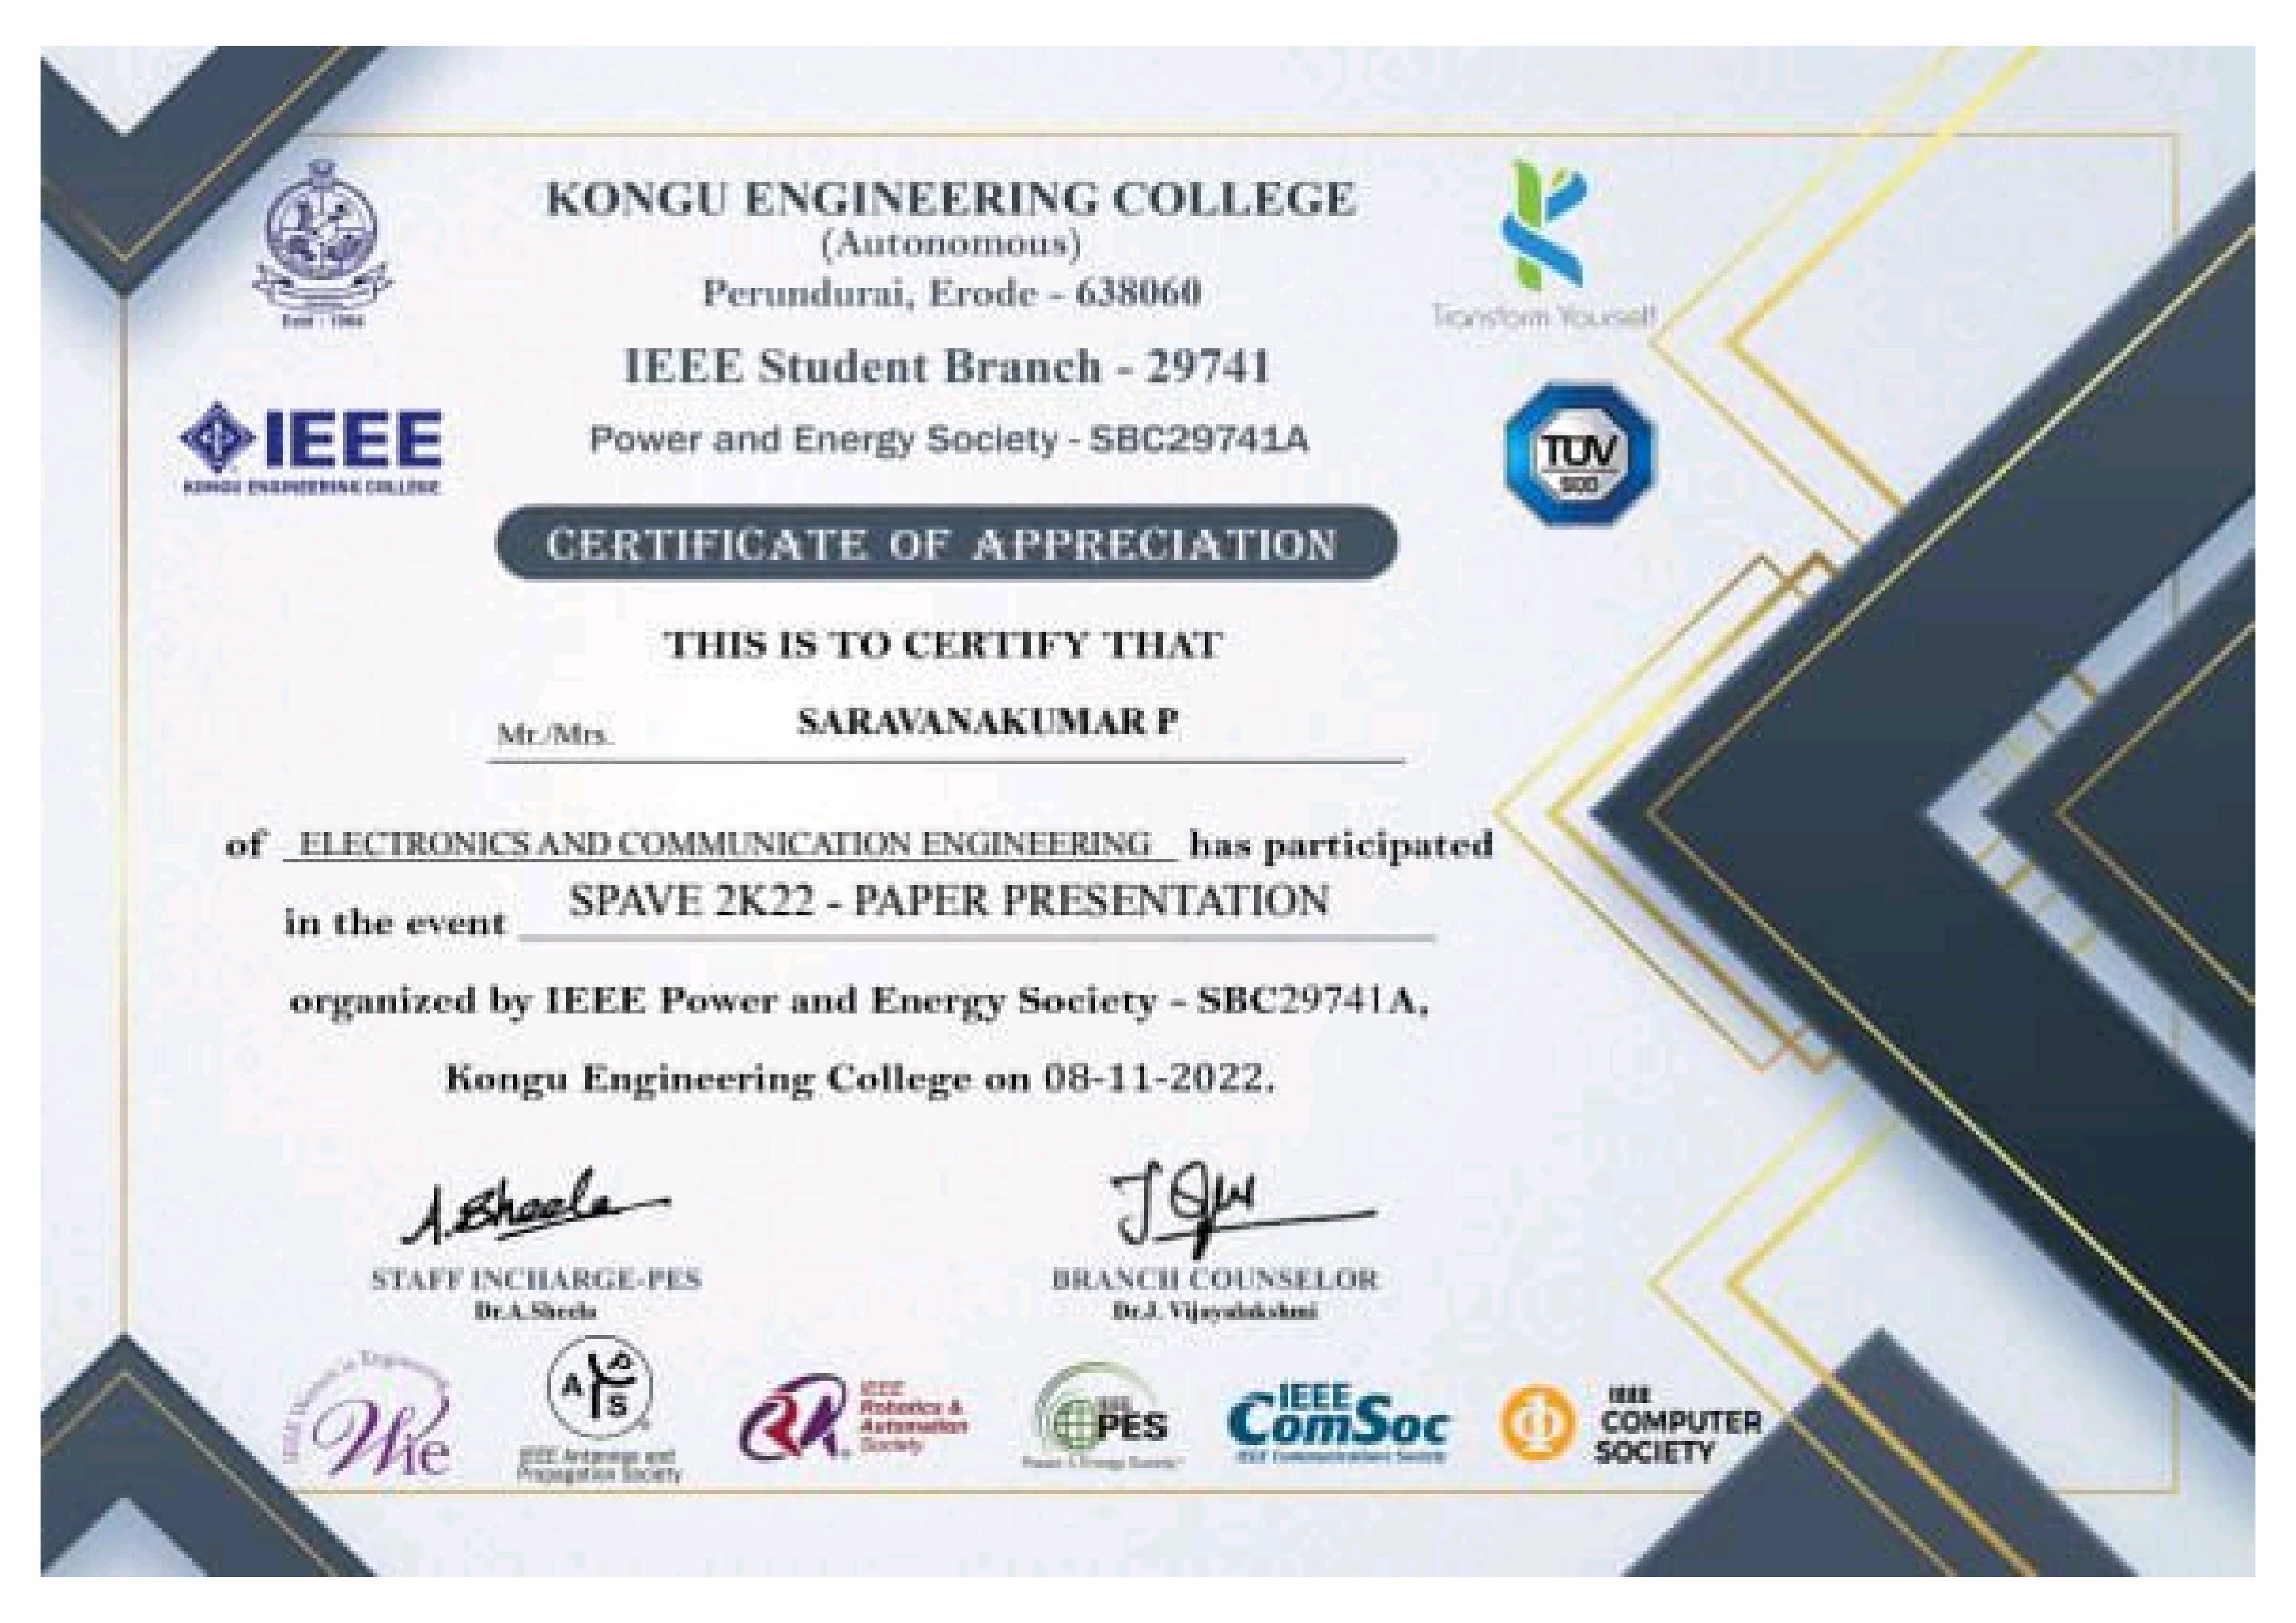 KONGU ENGINEERING COLLEGE
(Autonomous)
Perundurai, Erode - 638060
Estd : 1984
Transform Yourself
IEEE Student Branch - 29741
IEEE
KONGU ENGINEERING COLLEGE
Power and Energy Society - SBC29741A
TÜV
SÜD
CERTIFICATE OF APPRECIATION
THIS IS TO CERTIFY THAT
Mr./Mrs. SARAVANAKUMAR P
of ELECTRONICS AND COMMUNICATION ENGINEERING has participated
in the event SPAVE 2K22 - PAPER PRESENTATION
organized by IEEE Power and Energy Society - SBC29741A,
Kongu Engineering College on 08-11-2022.
A.Sheela
STAFF INCHARGE-PES
Dr.A.Sheela
BRANCH COUNSELOR
Dr.J. Vijayalakshmi
IEEE Women in Engineering
Wie
APS
IEEE Antennas and
Propagation Society
IEEE
Robotics &
Automation
Society
IEEE
PES
Power & Energy Society
IEEE
ComSoc
IEEE Communications Society
IEEE
COMPUTER
SOCIETY